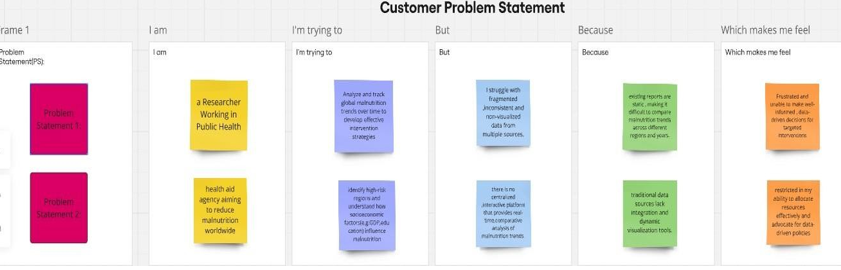 Customer Problem Statement
rame 1
I am
I'm trying to
But
Because
Which makes me feel
Problem
Statement(PS):
I am
I'm trying to
But
Because
Which makes me feel
Problem
Statement 1
a Researcher
Working in
Public Health
Analyze and track
global malnutrition
trends over time to
develop effective
intervention
strategies
I struggle with
fragmented
,inconsistent and
non-visualized
data from
multiple sources.
existing reports are
static, making it
difficult to compare
malnutrition trends
across different
regions and years.
Frustrated and
unable to make well-
informed , data-
driven decisions for
targeted
interventions
Problem
Statement 2
health aid
agency aiming
to reduce
malnutrition
worldwide
identify high-risk
regions and
understand how
socioeconomic
factors(e.g.GDP,edu
cation) influence
malnutrition
there is no
centralized
,interactive platform
that provides real-
time,comparative
analysis of
malnutrition trends
traditional data
sources lack
integration and
dynamic
visualization tools.
restricted in my
ability to allocate
resources
effectively and
advocate for data-
driven policies